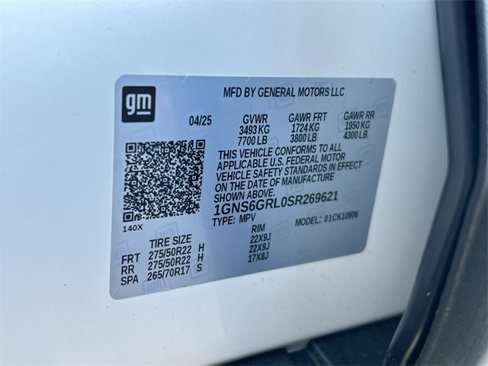 gm
MFD BY GENERAL MOTORS LLC
04/25 GVWR GAWR FRT GAWR RR
3493 KG 1724 KG 1950 KG
7700 LB 3800 LB 4300 LB
THIS VEHICLE CONFORMS TO ALL
APPLICABLE U.S. FEDERAL MOTOR
VEHICLE SAFETY STANDARDS IN
EFFECT ON THE DATE OF MANUFACTURE
SHOWN ABOVE.
1GNS6GRL0SR269621
140X TYPE: MPV MODEL: 01CK10906
TIRE SIZE RIM
FRT 275/50R22 H 22X9J
RR 275/50R22 H 22X9J
SPA 265/70R17 S 17X8J